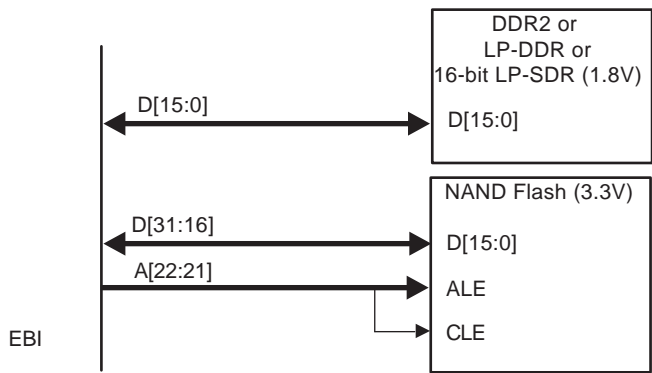 DDR2 or
LP-DDR or
16-bit LP-SDR (1.8V)
D[15:0]
D[15:0]
NAND Flash (3.3V)
D[31:16]
D[15:0]
A[22:21]
ALE
EBI
CLE